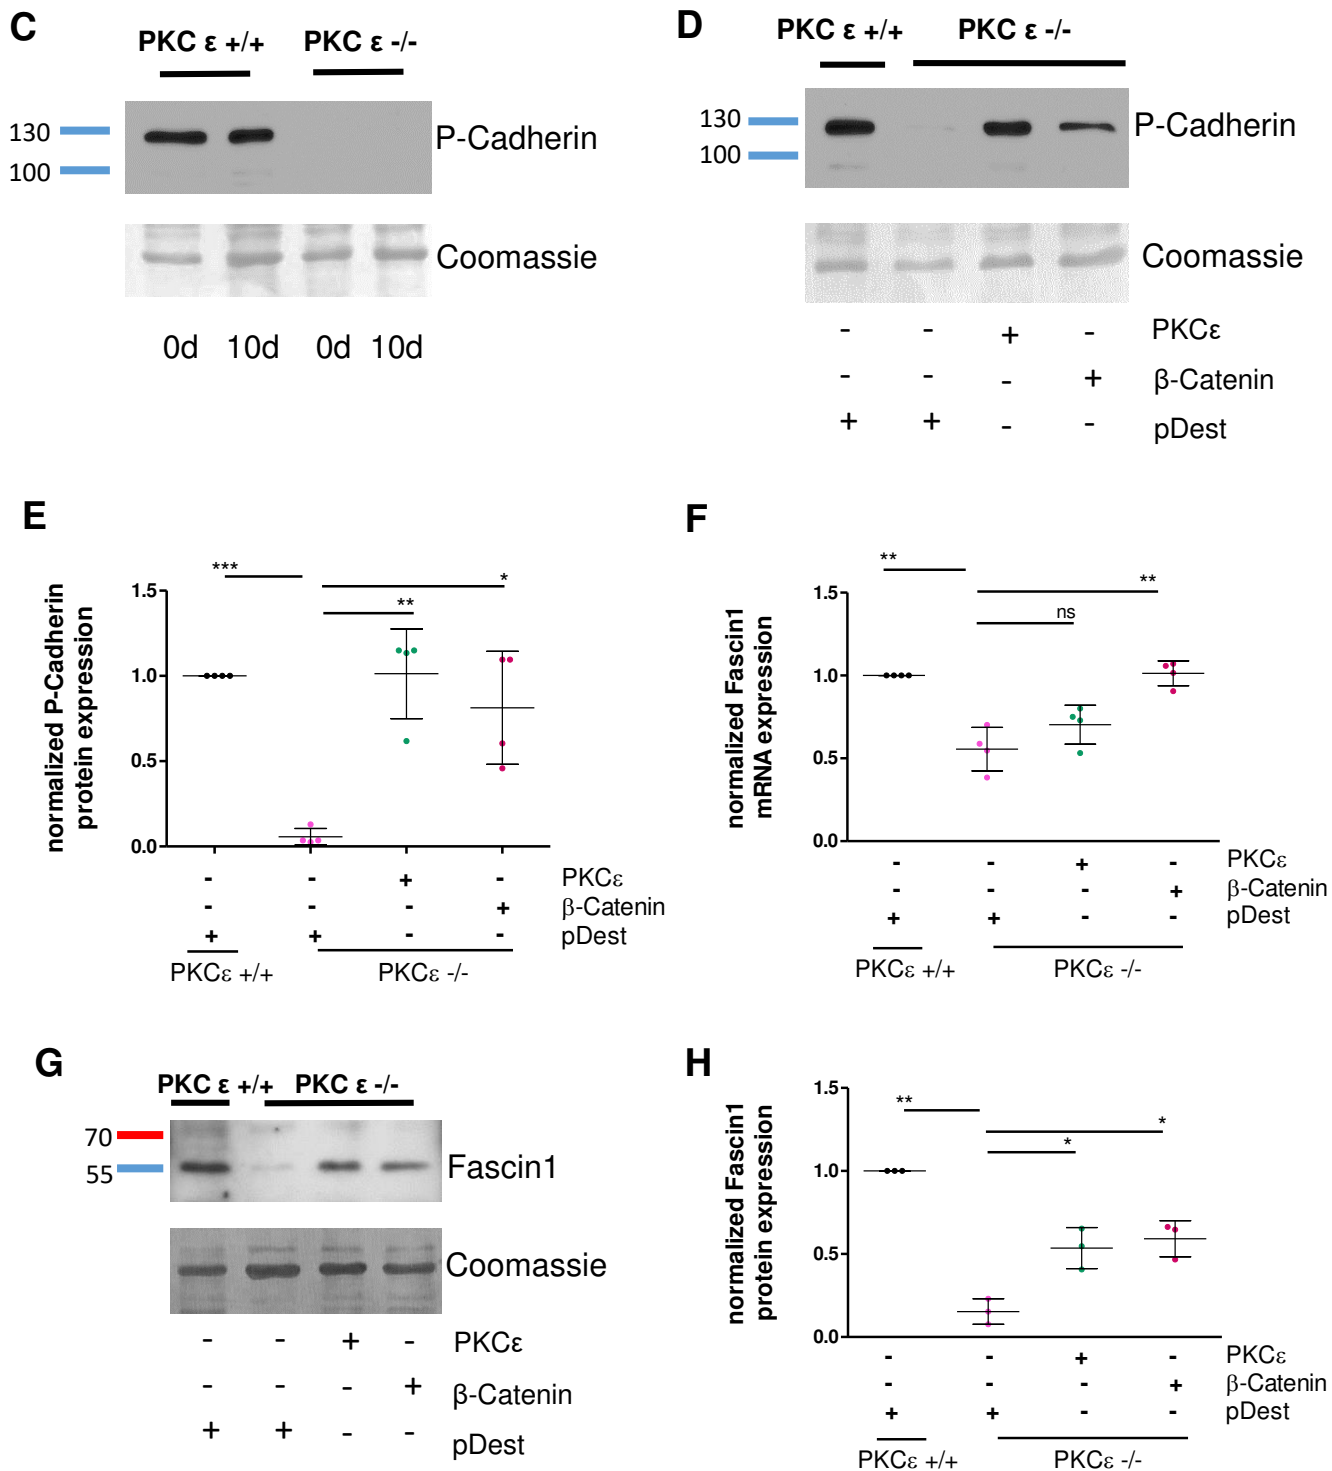 C
PKC ε +/+ PKC ε -/-
130
100
P-Cadherin
Coomassie
0d 10d 0d 10d
D
PKC ε +/+ PKC ε -/-
130
100
P-Cadherin
Coomassie
- - + - PKCε
- - - + β-Catenin
+ + - - pDest
E
normalized P-Cadherin
protein expression
*** * **
1.5
1.0
0.5
0.0
- - + - PKCε
- - - + β-Catenin
+ + - - pDest
PKCε +/+ PKCε -/-
F
normalized Fascin1
mRNA expression
** ** ns
1.5
1.0
0.5
0.0
- - + - PKCε
- - - + β-Catenin
+ + - - pDest
PKCε +/+ PKCε -/-
G
PKC ε +/+ PKC ε -/-
70
55
Fascin1
Coomassie
- - + - PKCε
- - - + β-Catenin
+ + - - pDest
H
normalized Fascin1
protein expression
** * *
1.5
1.0
0.5
0.0
- - + - PKCε
- - - + β-Catenin
+ + - - pDest
PKCε +/+ PKCε -/-